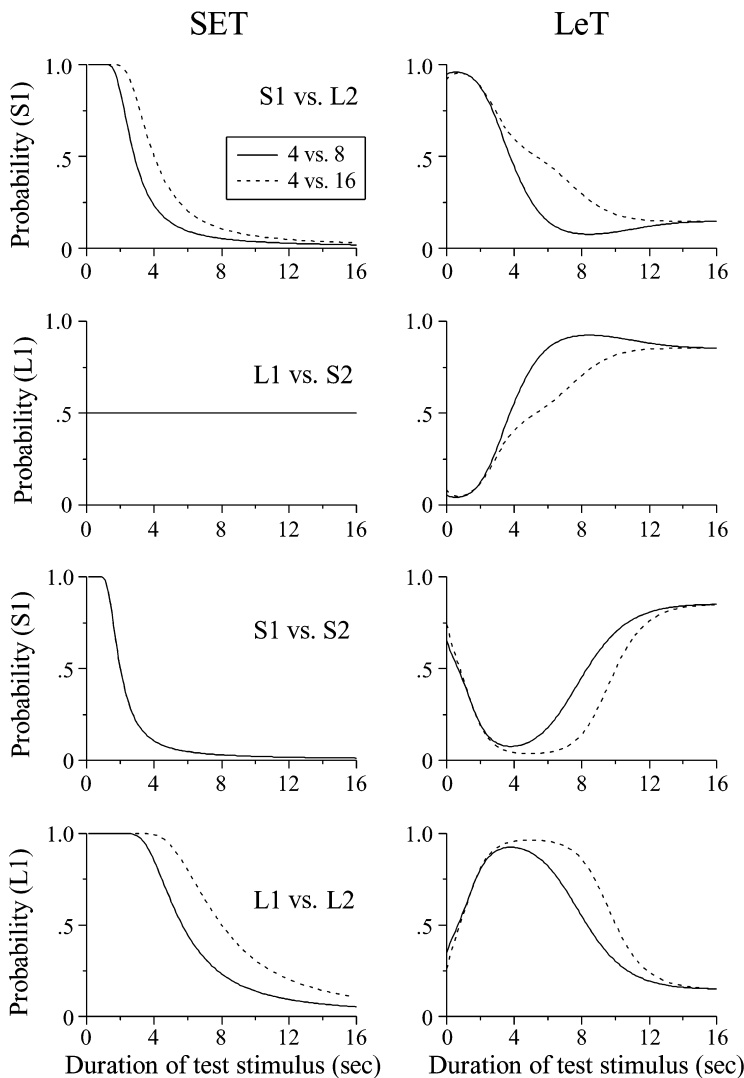 SET
LeT
1.0
.5
0
Probability (S1)
S1 vs. L2
4 vs. 8
4 vs. 16
0 4 8 12 16
1.0
.5
0
0 4 8 12 16
1.0
.5
0
Probability (L1)
L1 vs. S2
0 4 8 12 16
1.0
.5
0
0 4 8 12 16
1.0
.5
0
Probability (S1)
S1 vs. S2
0 4 8 12 16
1.0
.5
0
0 4 8 12 16
1.0
.5
0
Probability (L1)
L1 vs. L2
0 4 8 12 16
Duration of test stimulus (sec)
1.0
.5
0
0 4 8 12 16
Duration of test stimulus (sec)